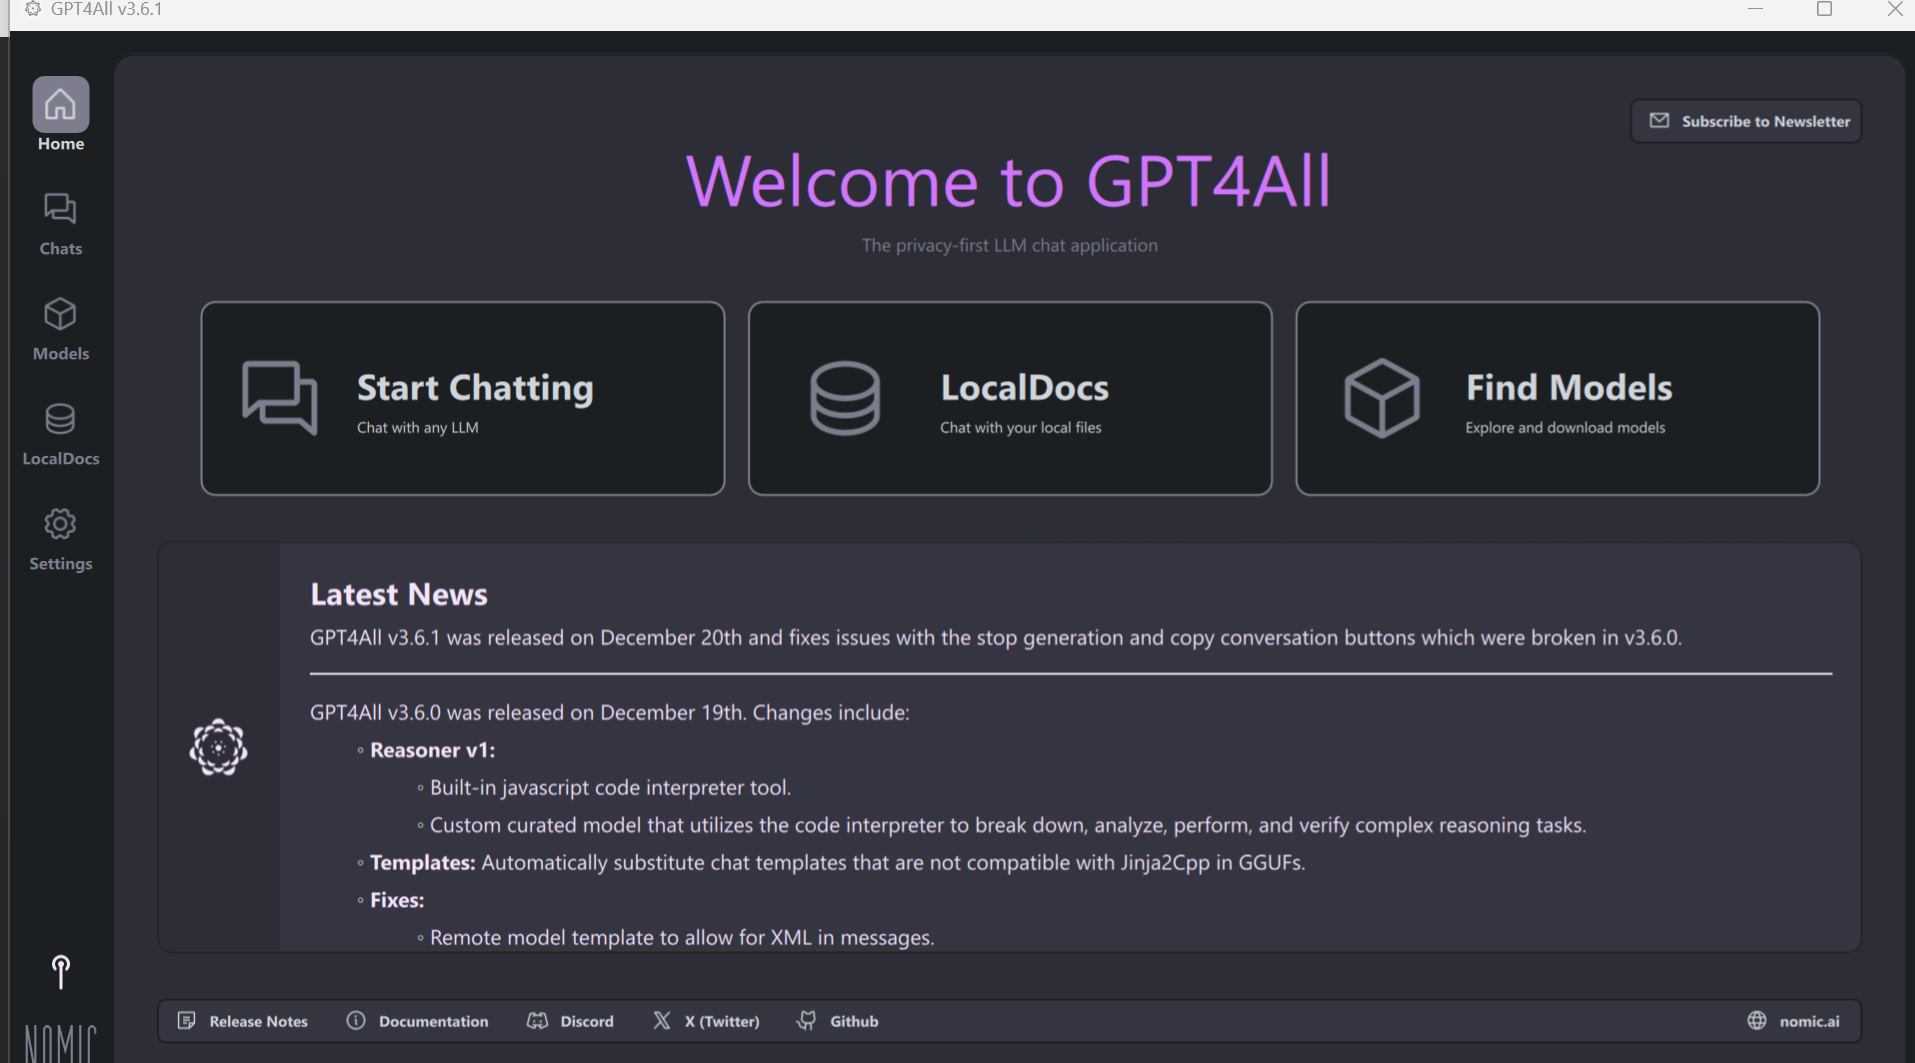 GPT4All v3.6.1
Home
Chats
Models
LocalDocs
Settings
NOMIC
Subscribe to Newsletter
Welcome to GPT4All
The privacy-first LLM chat application
Start Chatting
Chat with any LLM
LocalDocs
Chat with your local files
Find Models
Explore and download models
Latest News
GPT4All v3.6.1 was released on December 20th and fixes issues with the stop generation and copy conversation buttons which were broken in v3.6.0.
GPT4All v3.6.0 was released on December 19th. Changes include:
◦ Reasoner v1:
◦ Built-in javascript code interpreter tool.
◦ Custom curated model that utilizes the code interpreter to break down, analyze, perform, and verify complex reasoning tasks.
◦ Templates: Automatically substitute chat templates that are not compatible with Jinja2Cpp in GGUFs.
◦ Fixes:
◦ Remote model template to allow for XML in messages.
Release Notes
Documentation
Discord
X (Twitter)
Github
nomic.ai